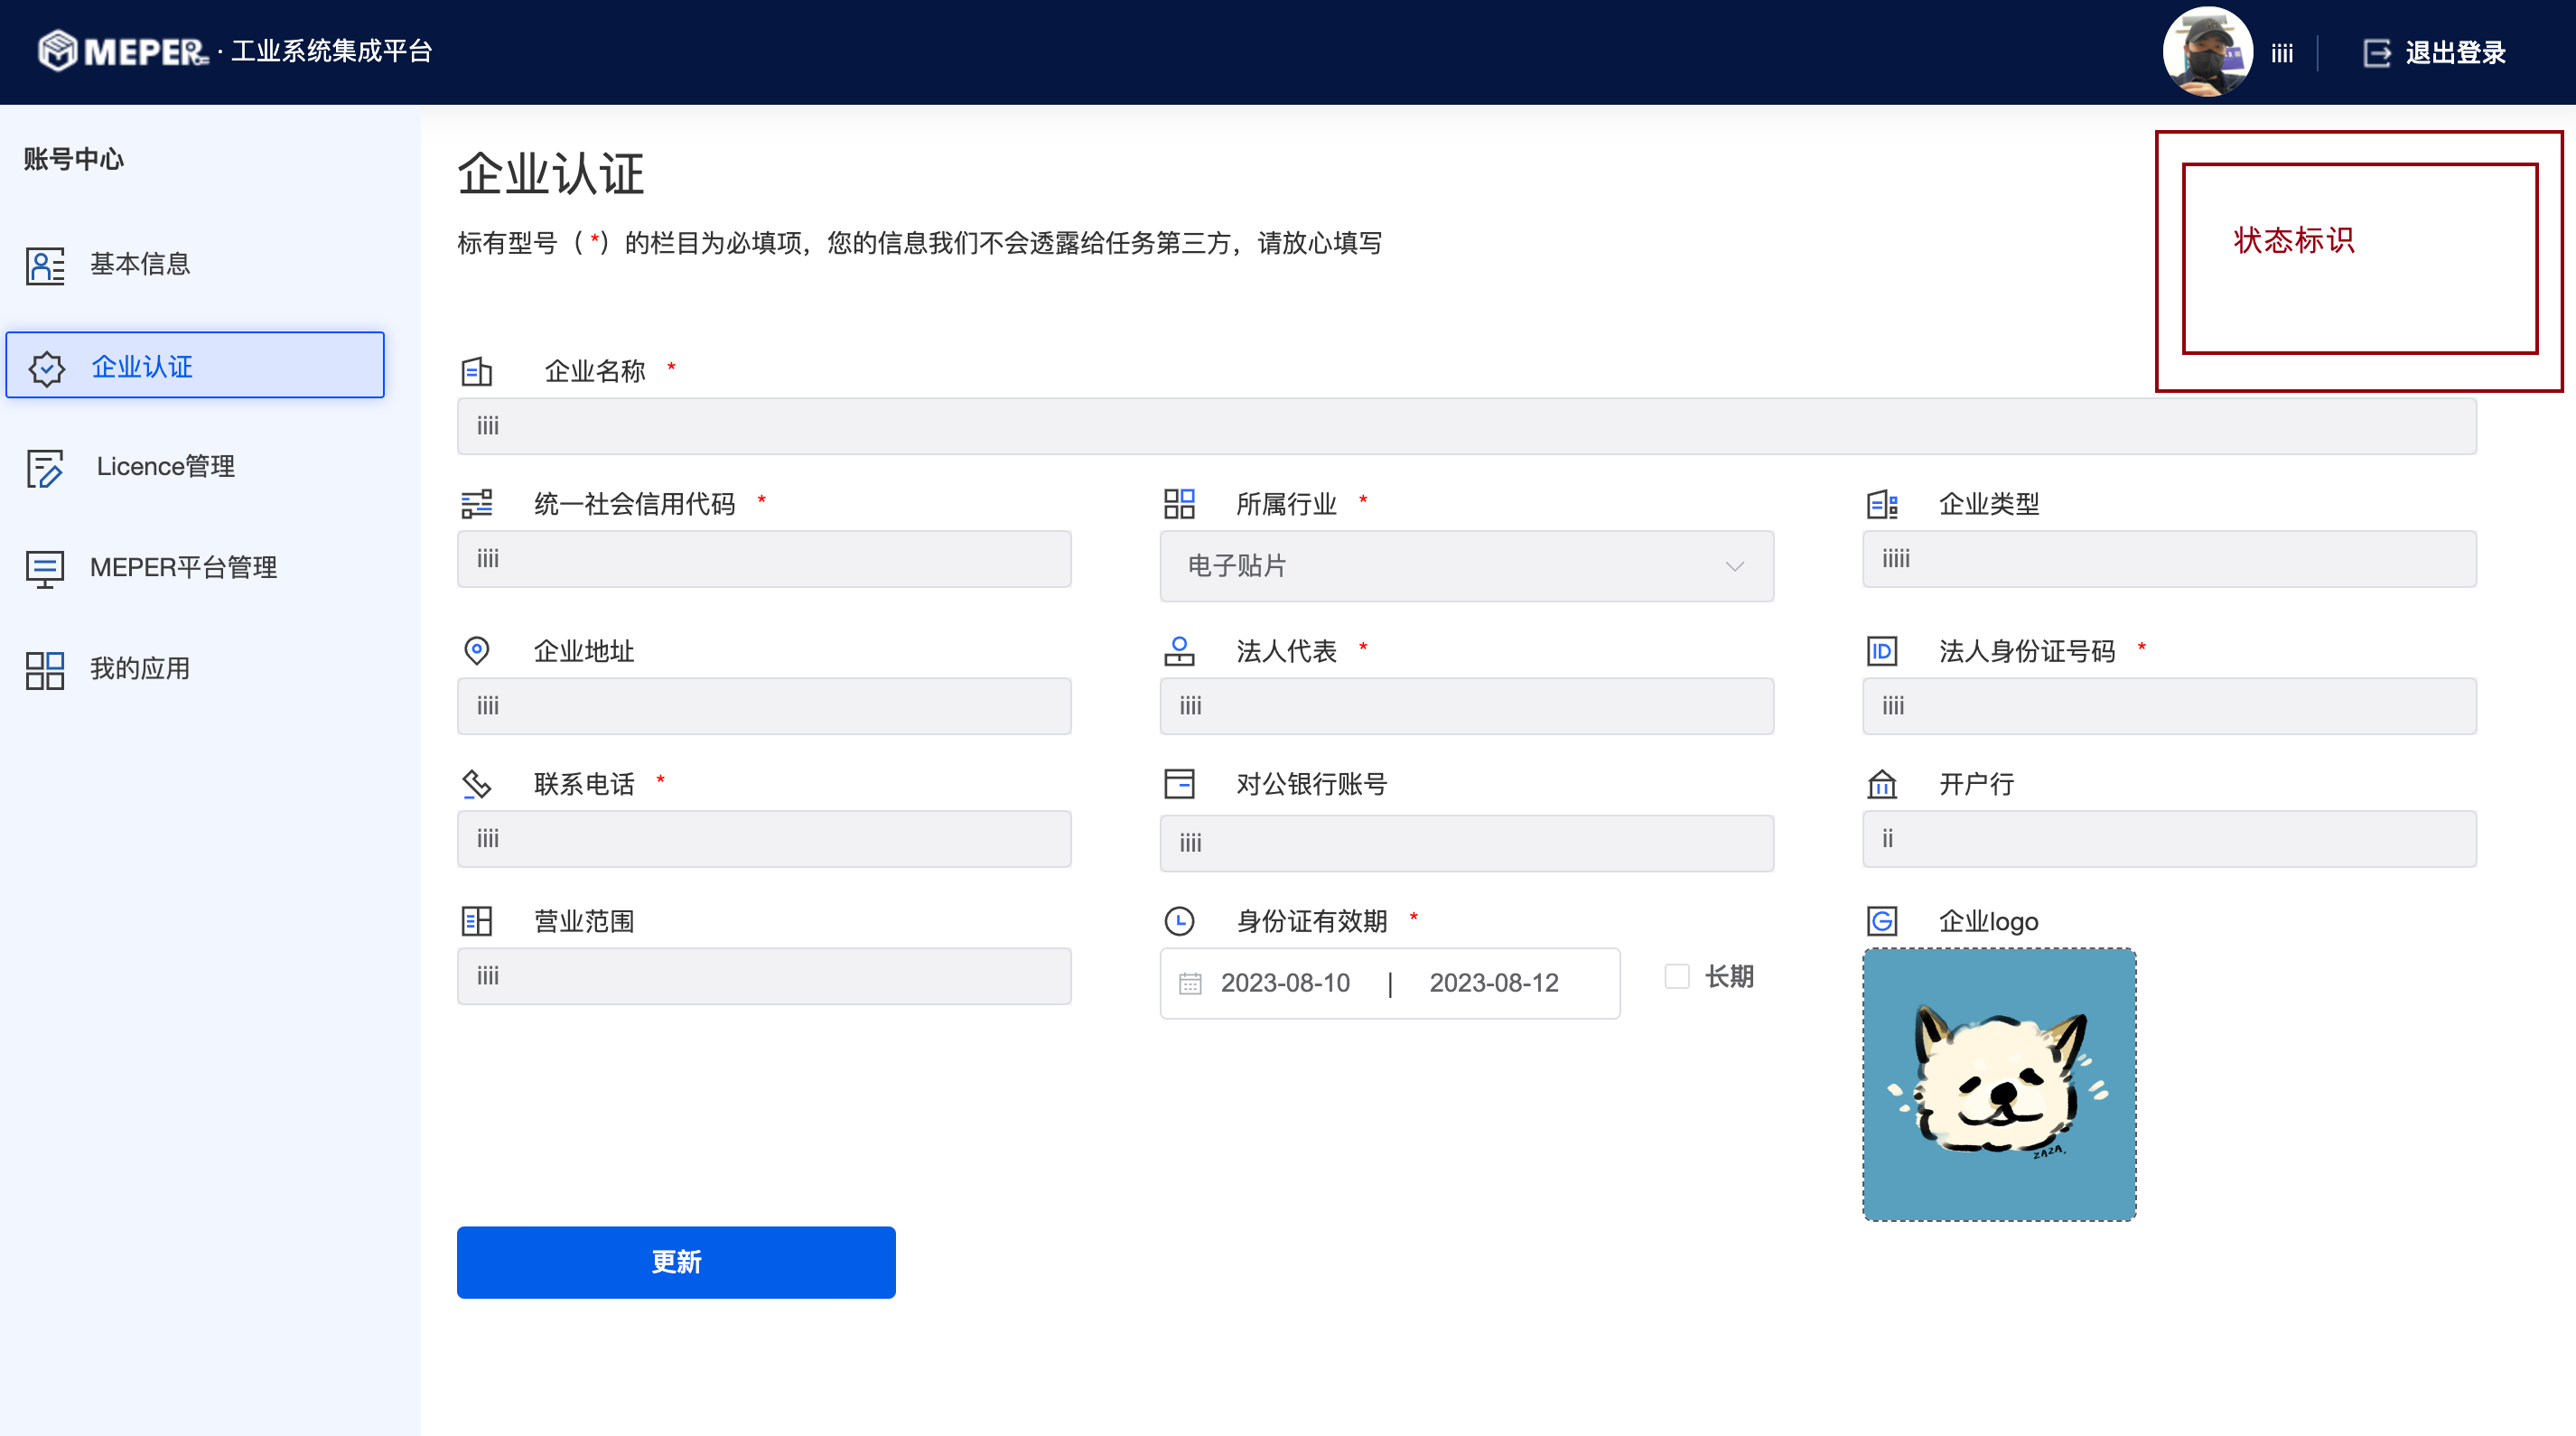 MEPER · 工业系统集成平台
iiii
退出登录
账号中心
基本信息
企业认证
Licence管理
MEPER平台管理
我的应用
企业认证
标有型号（ * ）的栏目为必填项，您的信息我们不会透露给任务第三方，请放心填写
状态标识
企业名称 *
iiii
统一社会信用代码 *
所属行业 *
企业类型
iiii
电子贴片
iiiii
企业地址
法人代表 *
ID 法人身份证号码 *
iiii
iiii
iiii
联系电话 *
对公银行账号
开户行
iiii
iiii
ii
营业范围
身份证有效期 *
企业logo
iiii
2023-08-10 | 2023-08-12
长期
ZAZA.
更新